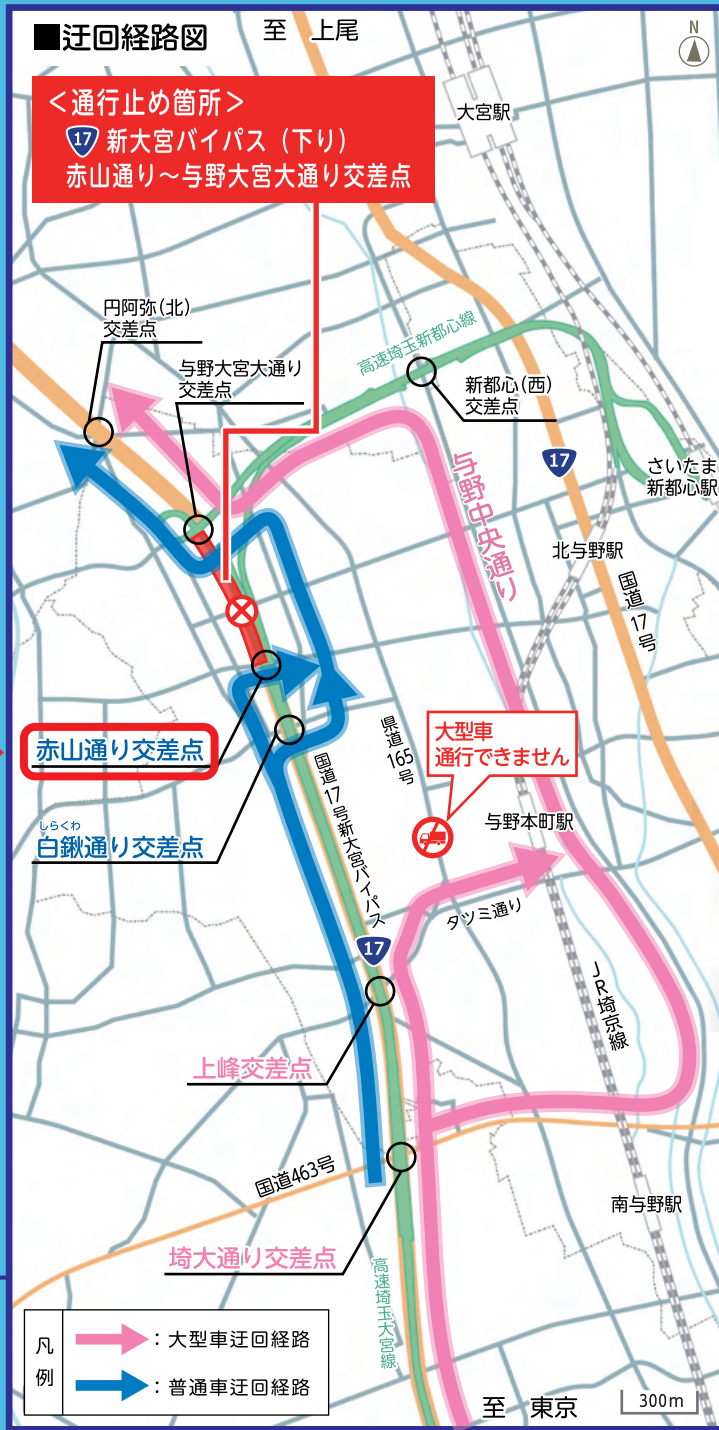 ■迂回経路図
至 上尾
N
<通行止め箇所>
17 新大宮バイパス(下り)
赤山通り～与野大宮大通り交差点
大宮駅
円阿弥(北)
交差点
与野大宮大通り
交差点
高速埼玉新都心線
新都心(西)
交差点
与野中央通り
17
さいたま
新都心駅
北与野駅
国道17号
赤山通り交差点
しらくわ
白鍬通り交差点
国道17号新大宮バイパス
県道165号
大型車
通行できません
与野本町駅
タツミ通り
17
JR埼京線
上峰交差点
国道463号
南与野駅
埼大通り交差点
高速埼玉大宮線
凡例
:大型車迂回経路
:普通車迂回経路
至 東京
300m